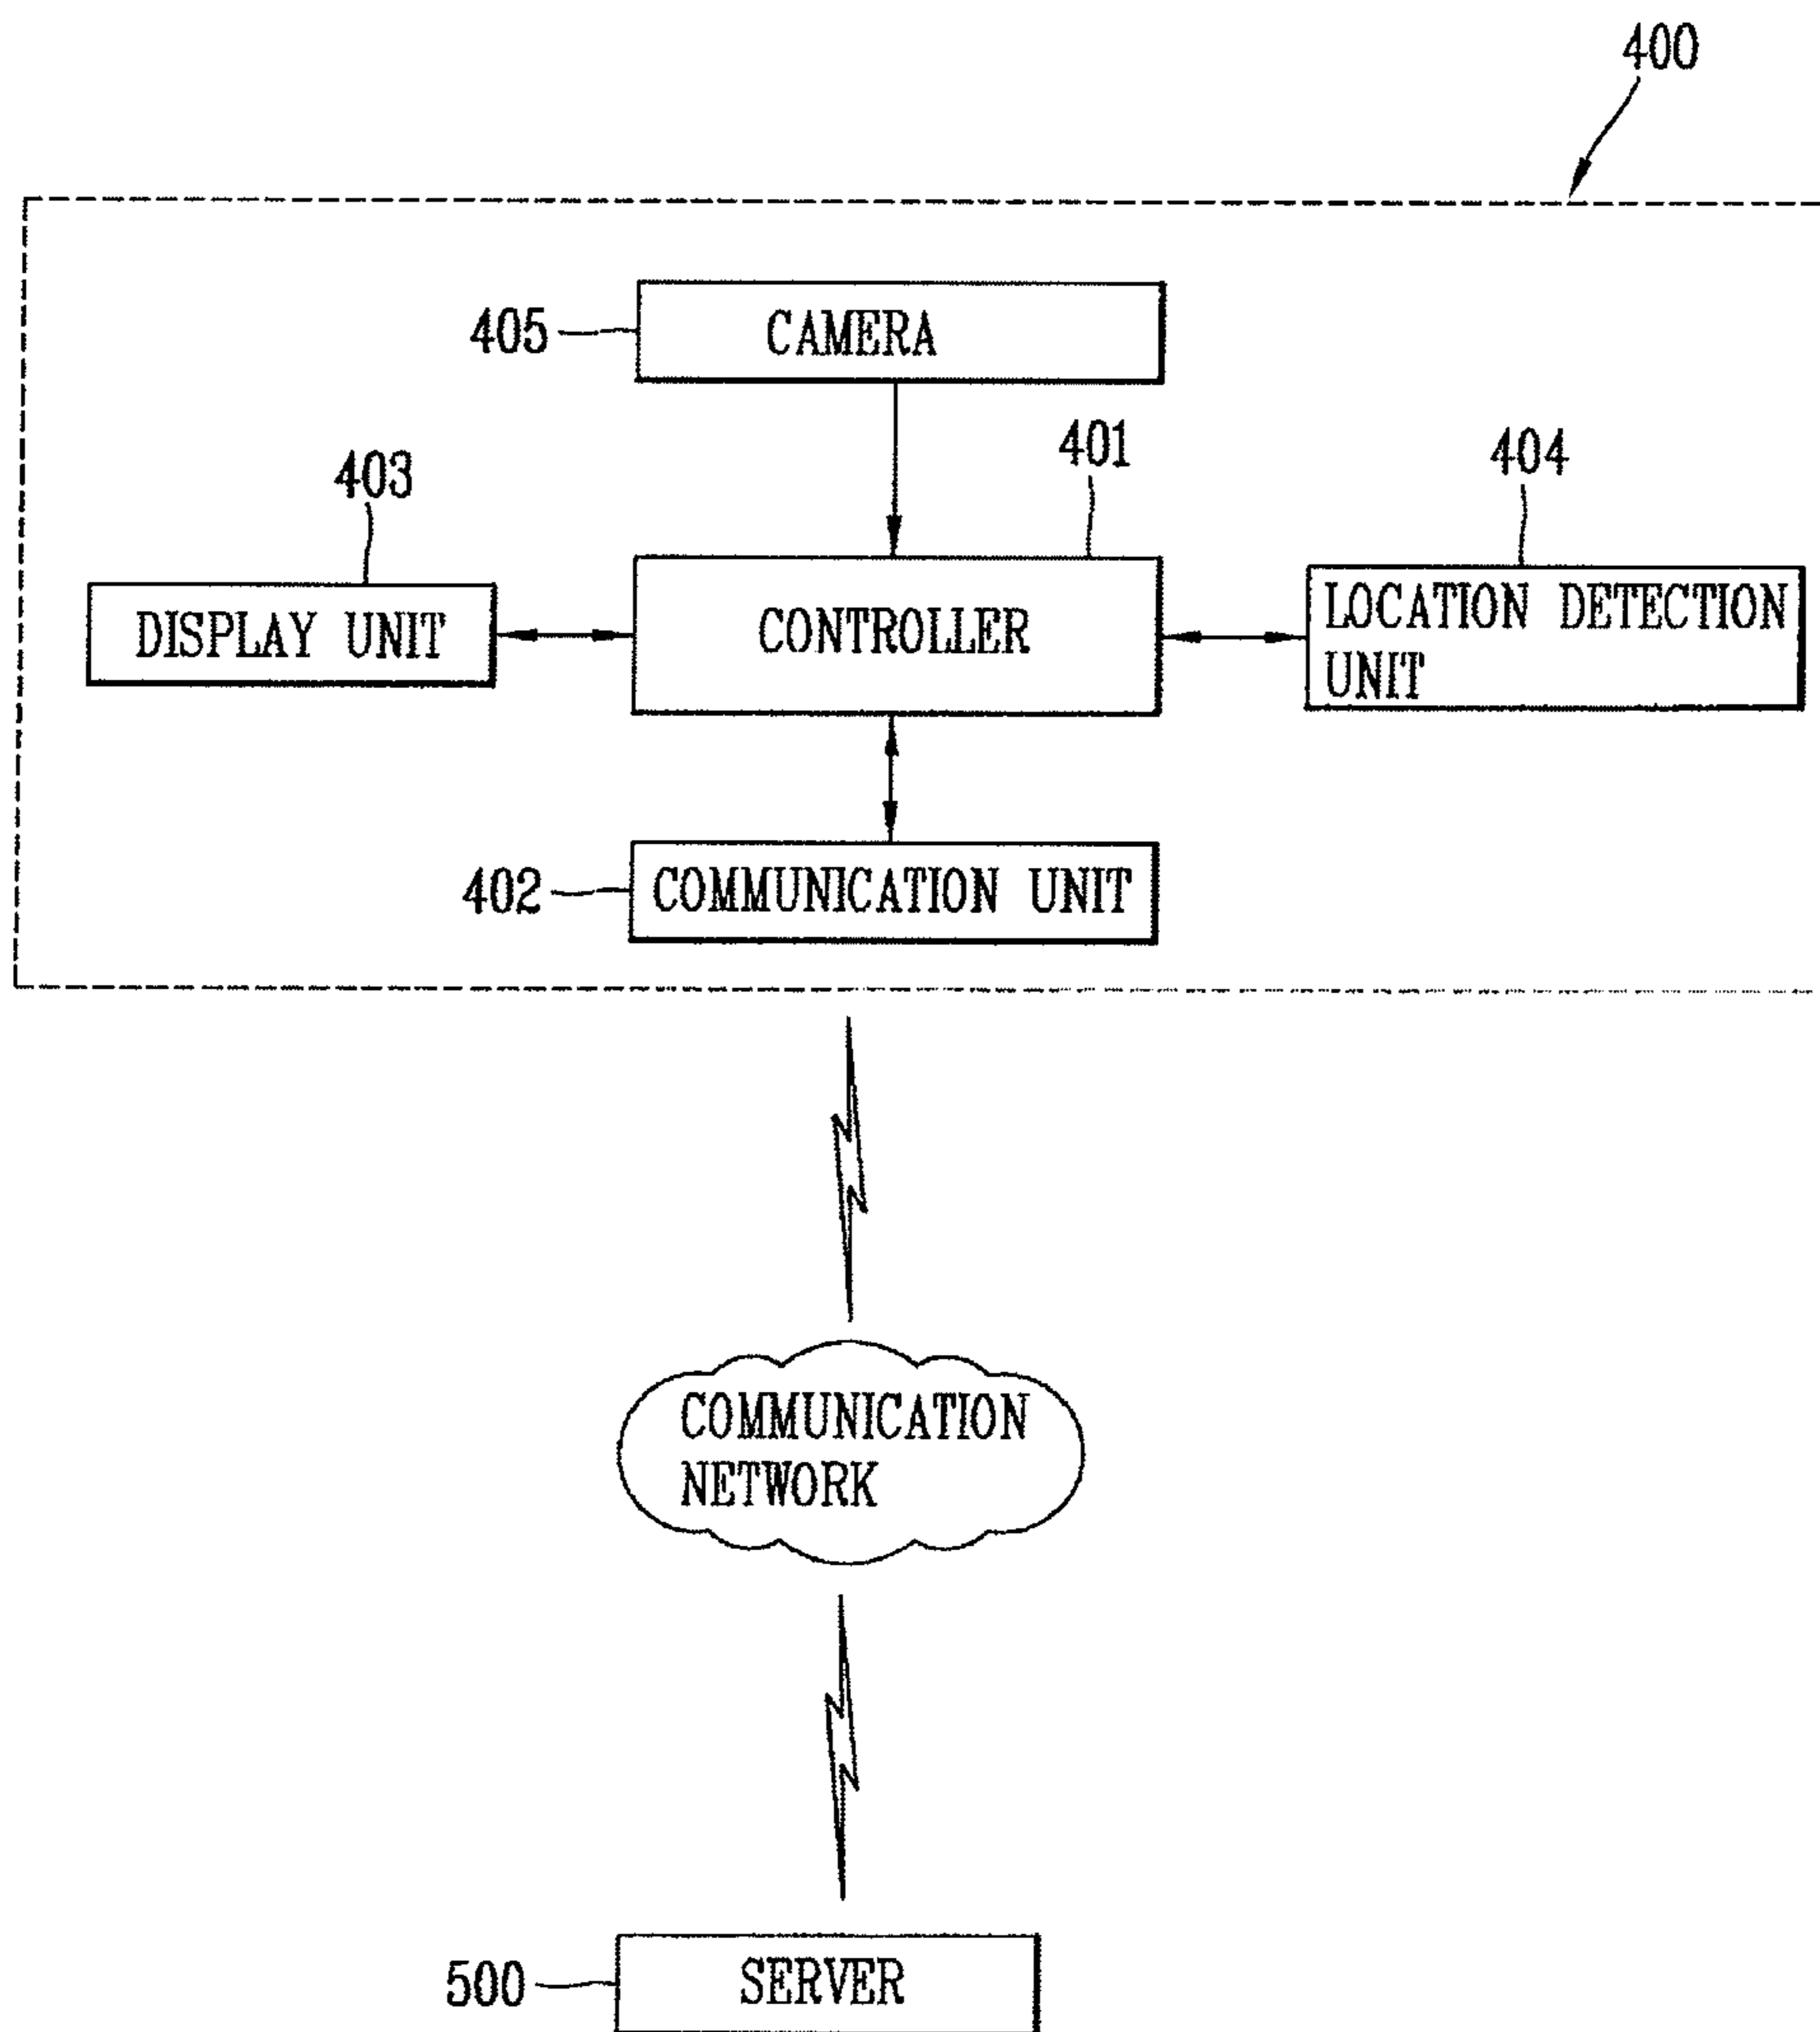 400
405
CAMERA
401
404
403
DISPLAY UNIT
CONTROLLER
LOCATION DETECTION
UNIT
402
COMMUNICATION UNIT
COMMUNICATION
NETWORK
500
SERVER